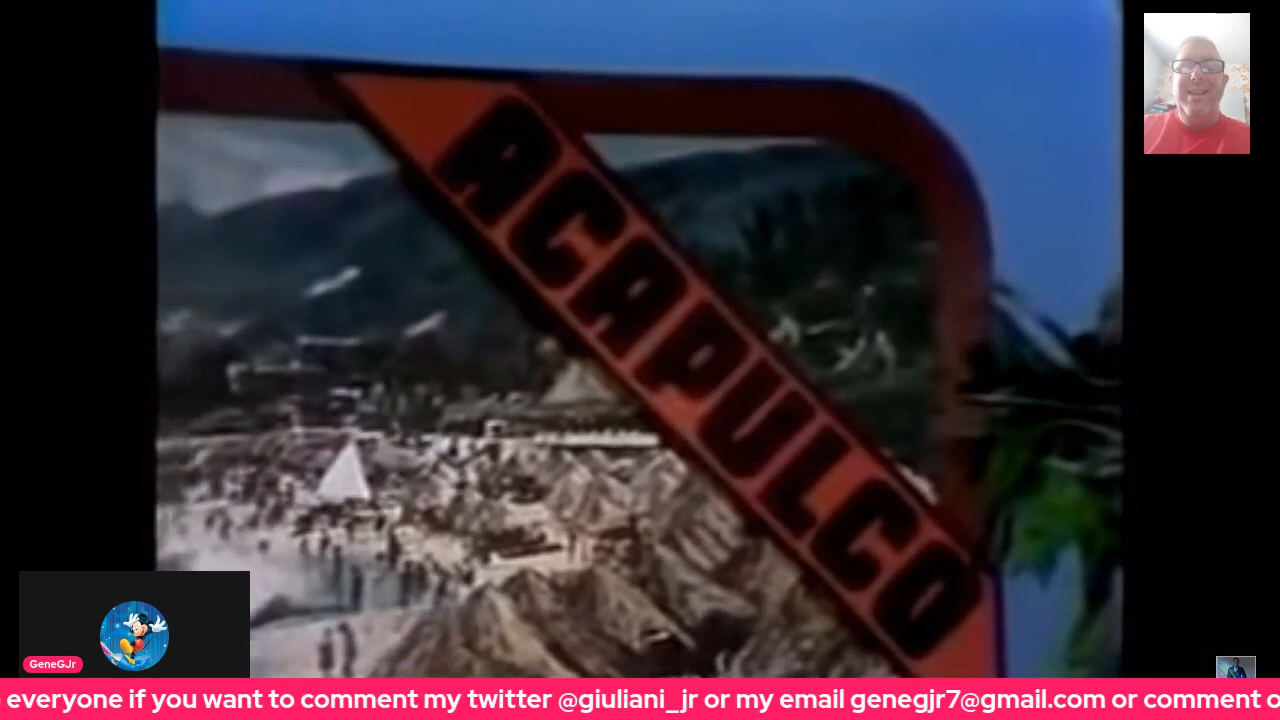 ACAPULCO
GeneGJr
everyone if you want to comment my twitter @giuliani_jr or my email genegjr7@gmail.com or comment